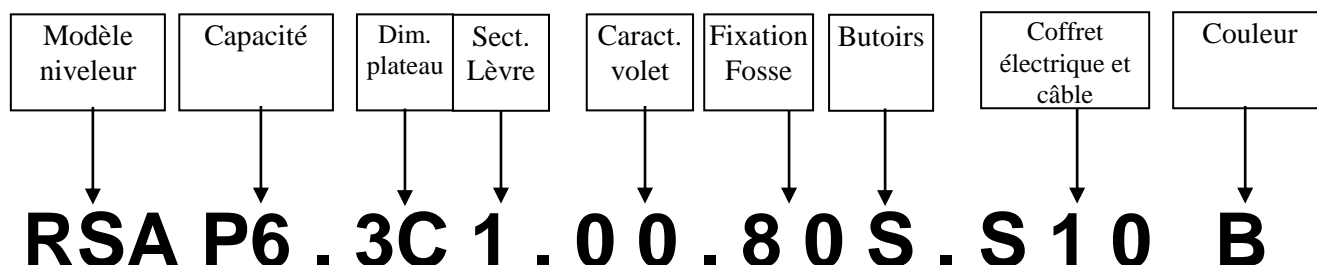 Modèle niveleur
Capacité
Dim. plateau
Sect. Lèvre
Caract. volet
Fixation Fosse
Butoirs
Coffret électrique et câble
Couleur
RSA P6 . 3C 1 . 0 0 . 8 0 S . S 1 0 B